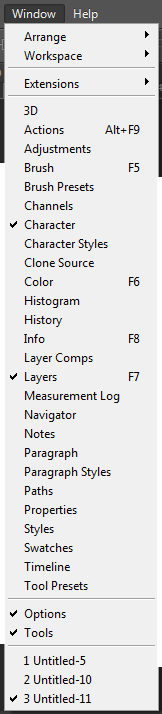 Window Help
Arrange
Workspace
Extensions
3D
Actions Alt+F9
Adjustments
Brush F5
Brush Presets
Channels
Character
Character Styles
Clone Source
Color F6
Histogram
History
Info F8
Layer Comps
Layers F7
Measurement Log
Navigator
Notes
Paragraph
Paragraph Styles
Paths
Properties
Styles
Swatches
Timeline
Tool Presets
Options
Tools
1 Untitled-5
2 Untitled-10
3 Untitled-11